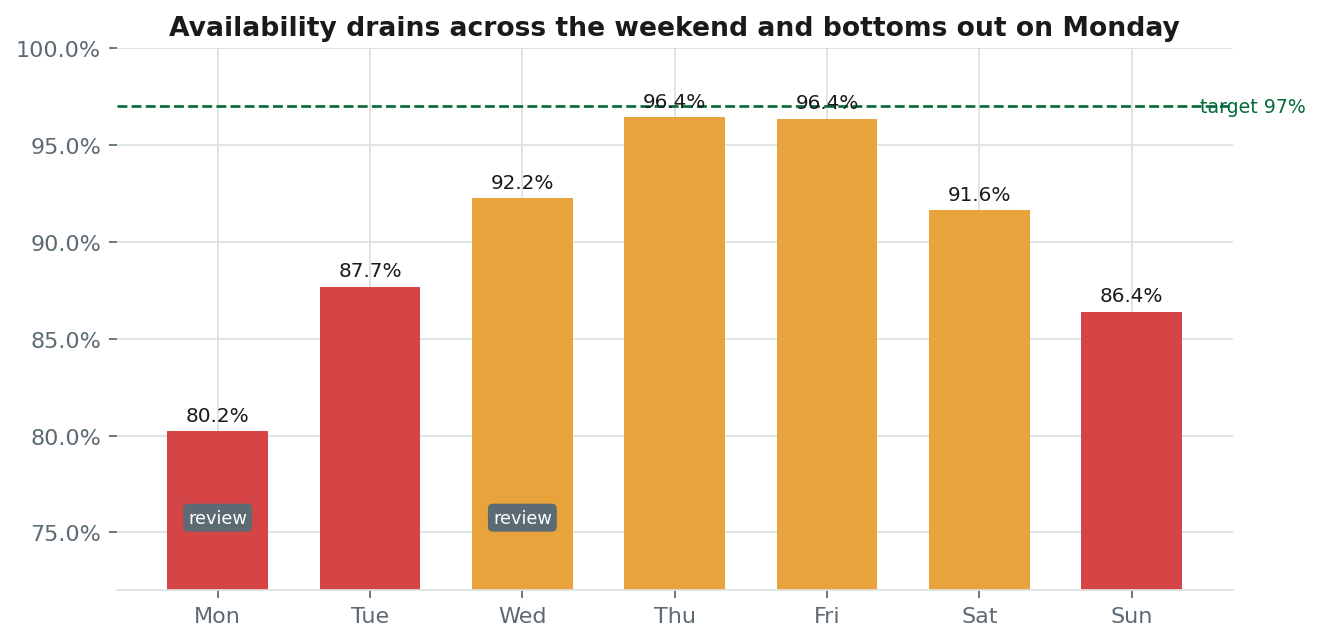 Availability drains across the weekend and bottoms out on Monday
100.0%
95.0%
90.0%
85.0%
80.0%
75.0%
target 97%
80.2%
87.7%
92.2%
96.4%
96.4%
91.6%
86.4%
review
review
Mon
Tue
Wed
Thu
Fri
Sat
Sun